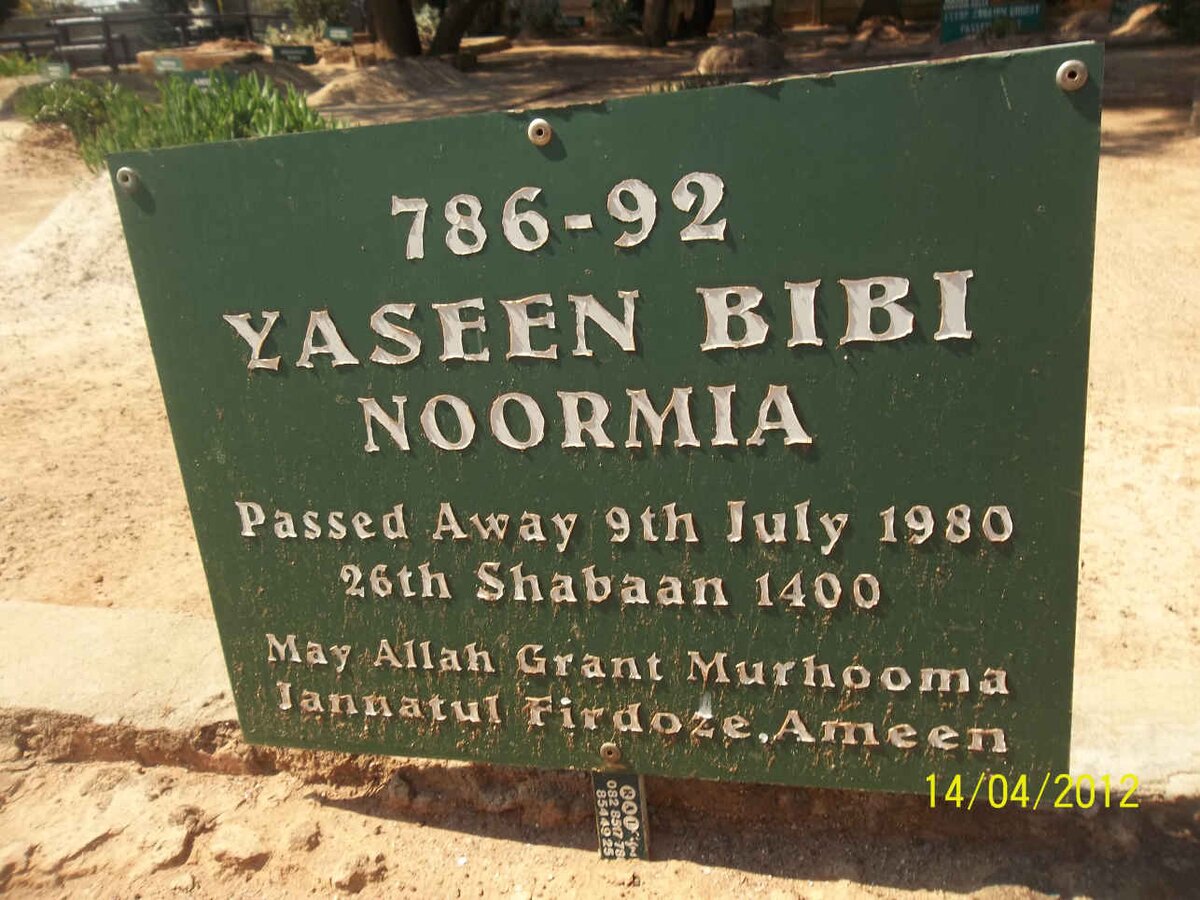 786-92
YASEEN BIBI
NOORMIA
Passed Away 9th July 1980
26th Shabaan 1400
May Allah Grant Murhooma
Jannatul Firdoze, Ameen
14/04/2012